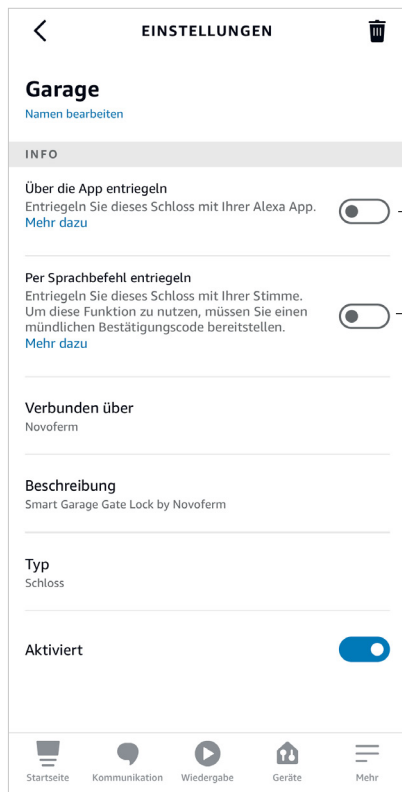 EINSTELLUNGEN
Garage
Namen bearbeiten
INFO
Über die App entriegeln
Entriegeln Sie dieses Schloss mit Ihrer Alexa App.
Mehr dazu
Per Sprachbefehl entriegeln
Entriegeln Sie dieses Schloss mit Ihrer Stimme.
Um diese Funktion zu nutzen, müssen Sie einen
mündlichen Bestätigungscode bereitstellen.
Mehr dazu
Verbunden über
Novoferm
Beschreibung
Smart Garage Gate Lock by Novoferm
Typ
Schloss
Aktiviert
Startseite Kommunikation Wiedergabe Geräte Mehr